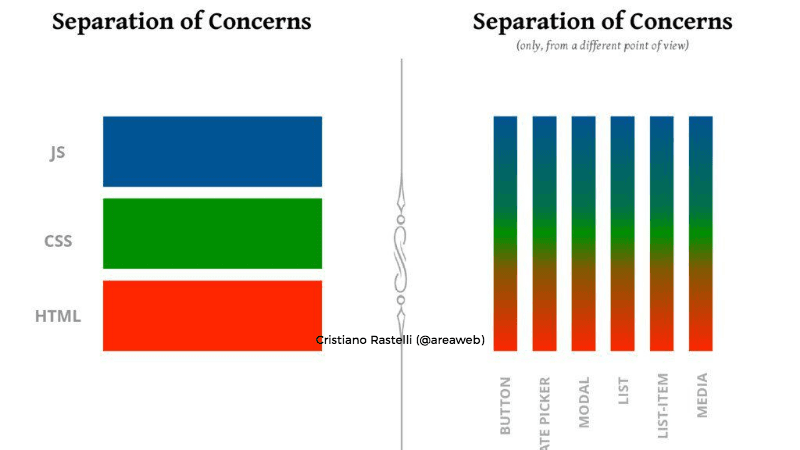 Separation of Concerns
JS
CSS
HTML
Separation of Concerns
(only, from a different point of view)
Cristiano Rastelli (@areaweb)
BUTTON
ATE PICKER
MODAL
LIST
LIST-ITEM
MEDIA